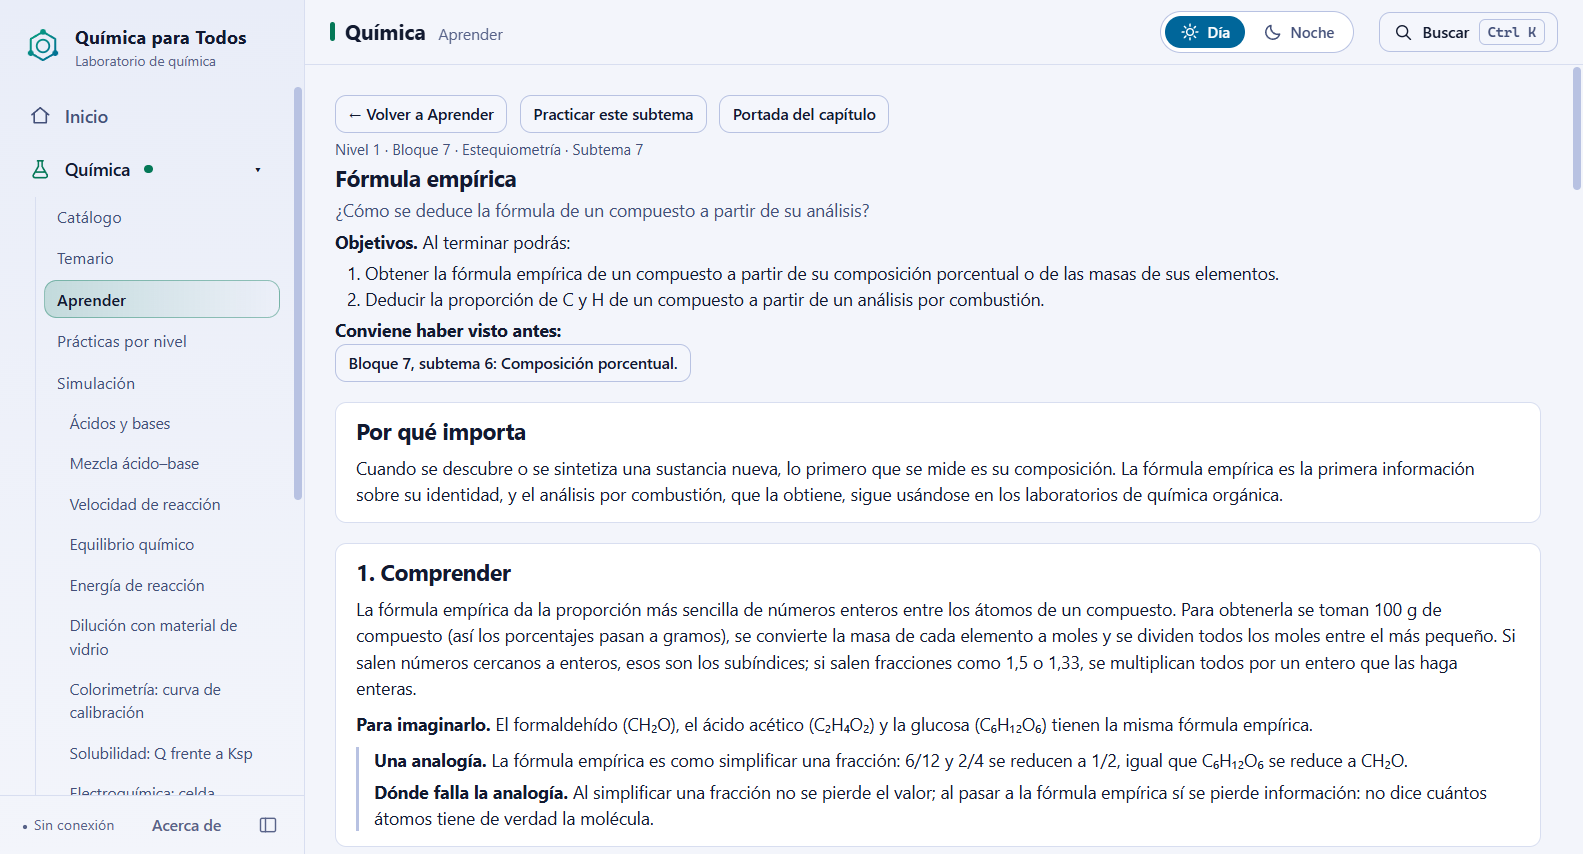 Química para Todos
Laboratorio de química
Inicio
Química
Catálogo
Temario
Aprender
Prácticas por nivel
Simulación
Ácidos y bases
Mezcla ácido–base
Velocidad de reacción
Equilibrio químico
Energía de reacción
Dilución con material de
vidrio
Colorimetría: curva de
calibración
Solubilidad: Q frente a Ksp
Electroquímica: celda
Sin conexión
Acerca de
Química Aprender
Día
Noche
Buscar Ctrl K
← Volver a Aprender
Practicar este subtema
Portada del capítulo
Nivel 1 · Bloque 7 · Estequiometría · Subtema 7
Fórmula empírica
¿Cómo se deduce la fórmula de un compuesto a partir de su análisis?
Objetivos. Al terminar podrás:
1. Obtener la fórmula empírica de un compuesto a partir de su composición porcentual o de las masas de sus elementos.
2. Deducir la proporción de C y H de un compuesto a partir de un análisis por combustión.
Conviene haber visto antes:
Bloque 7, subtema 6: Composición porcentual.
Por qué importa
Cuando se descubre o se sintetiza una sustancia nueva, lo primero que se mide es su composición. La fórmula empírica es la primera información
sobre su identidad, y el análisis por combustión, que la obtiene, sigue usándose en los laboratorios de química orgánica.
1. Comprender
La fórmula empírica da la proporción más sencilla de números enteros entre los átomos de un compuesto. Para obtenerla se toman 100 g de
compuesto (así los porcentajes pasan a gramos), se convierte la masa de cada elemento a moles y se dividen todos los moles entre el más pequeño. Si
salen números cercanos a enteros, esos son los subíndices; si salen fracciones como 1,5 o 1,33, se multiplican todos por un entero que las haga
enteras.
Para imaginarlo. El formaldehído (CH₂O), el ácido acético (C₂H₄O₂) y la glucosa (C₆H₁₂O₆) tienen la misma fórmula empírica.
Una analogía. La fórmula empírica es como simplificar una fracción: 6/12 y 2/4 se reducen a 1/2, igual que C₆H₁₂O₆ se reduce a CH₂O.
Dónde falla la analogía. Al simplificar una fracción no se pierde el valor; al pasar a la fórmula empírica sí se pierde información: no dice cuántos
átomos tiene de verdad la molécula.